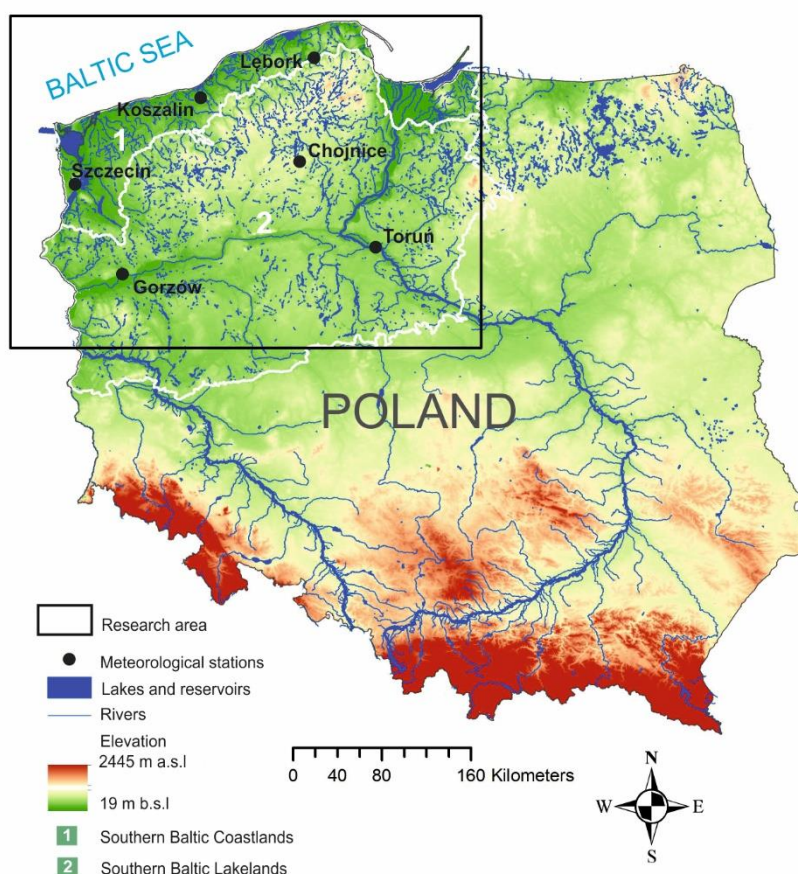 BALTIC SEA
Lębork
Koszalin
1
Chojnice
Szczecin
2
Toruń
Gorzów
POLAND
Research area
Meteorological stations
Lakes and reservoirs
Rivers
Elevation
2445 m a.s.l
19 m b.s.l
1 Southern Baltic Coastlands
2 Southern Baltic Lakelands
0 40 80 160 Kilometers
N
W E
S